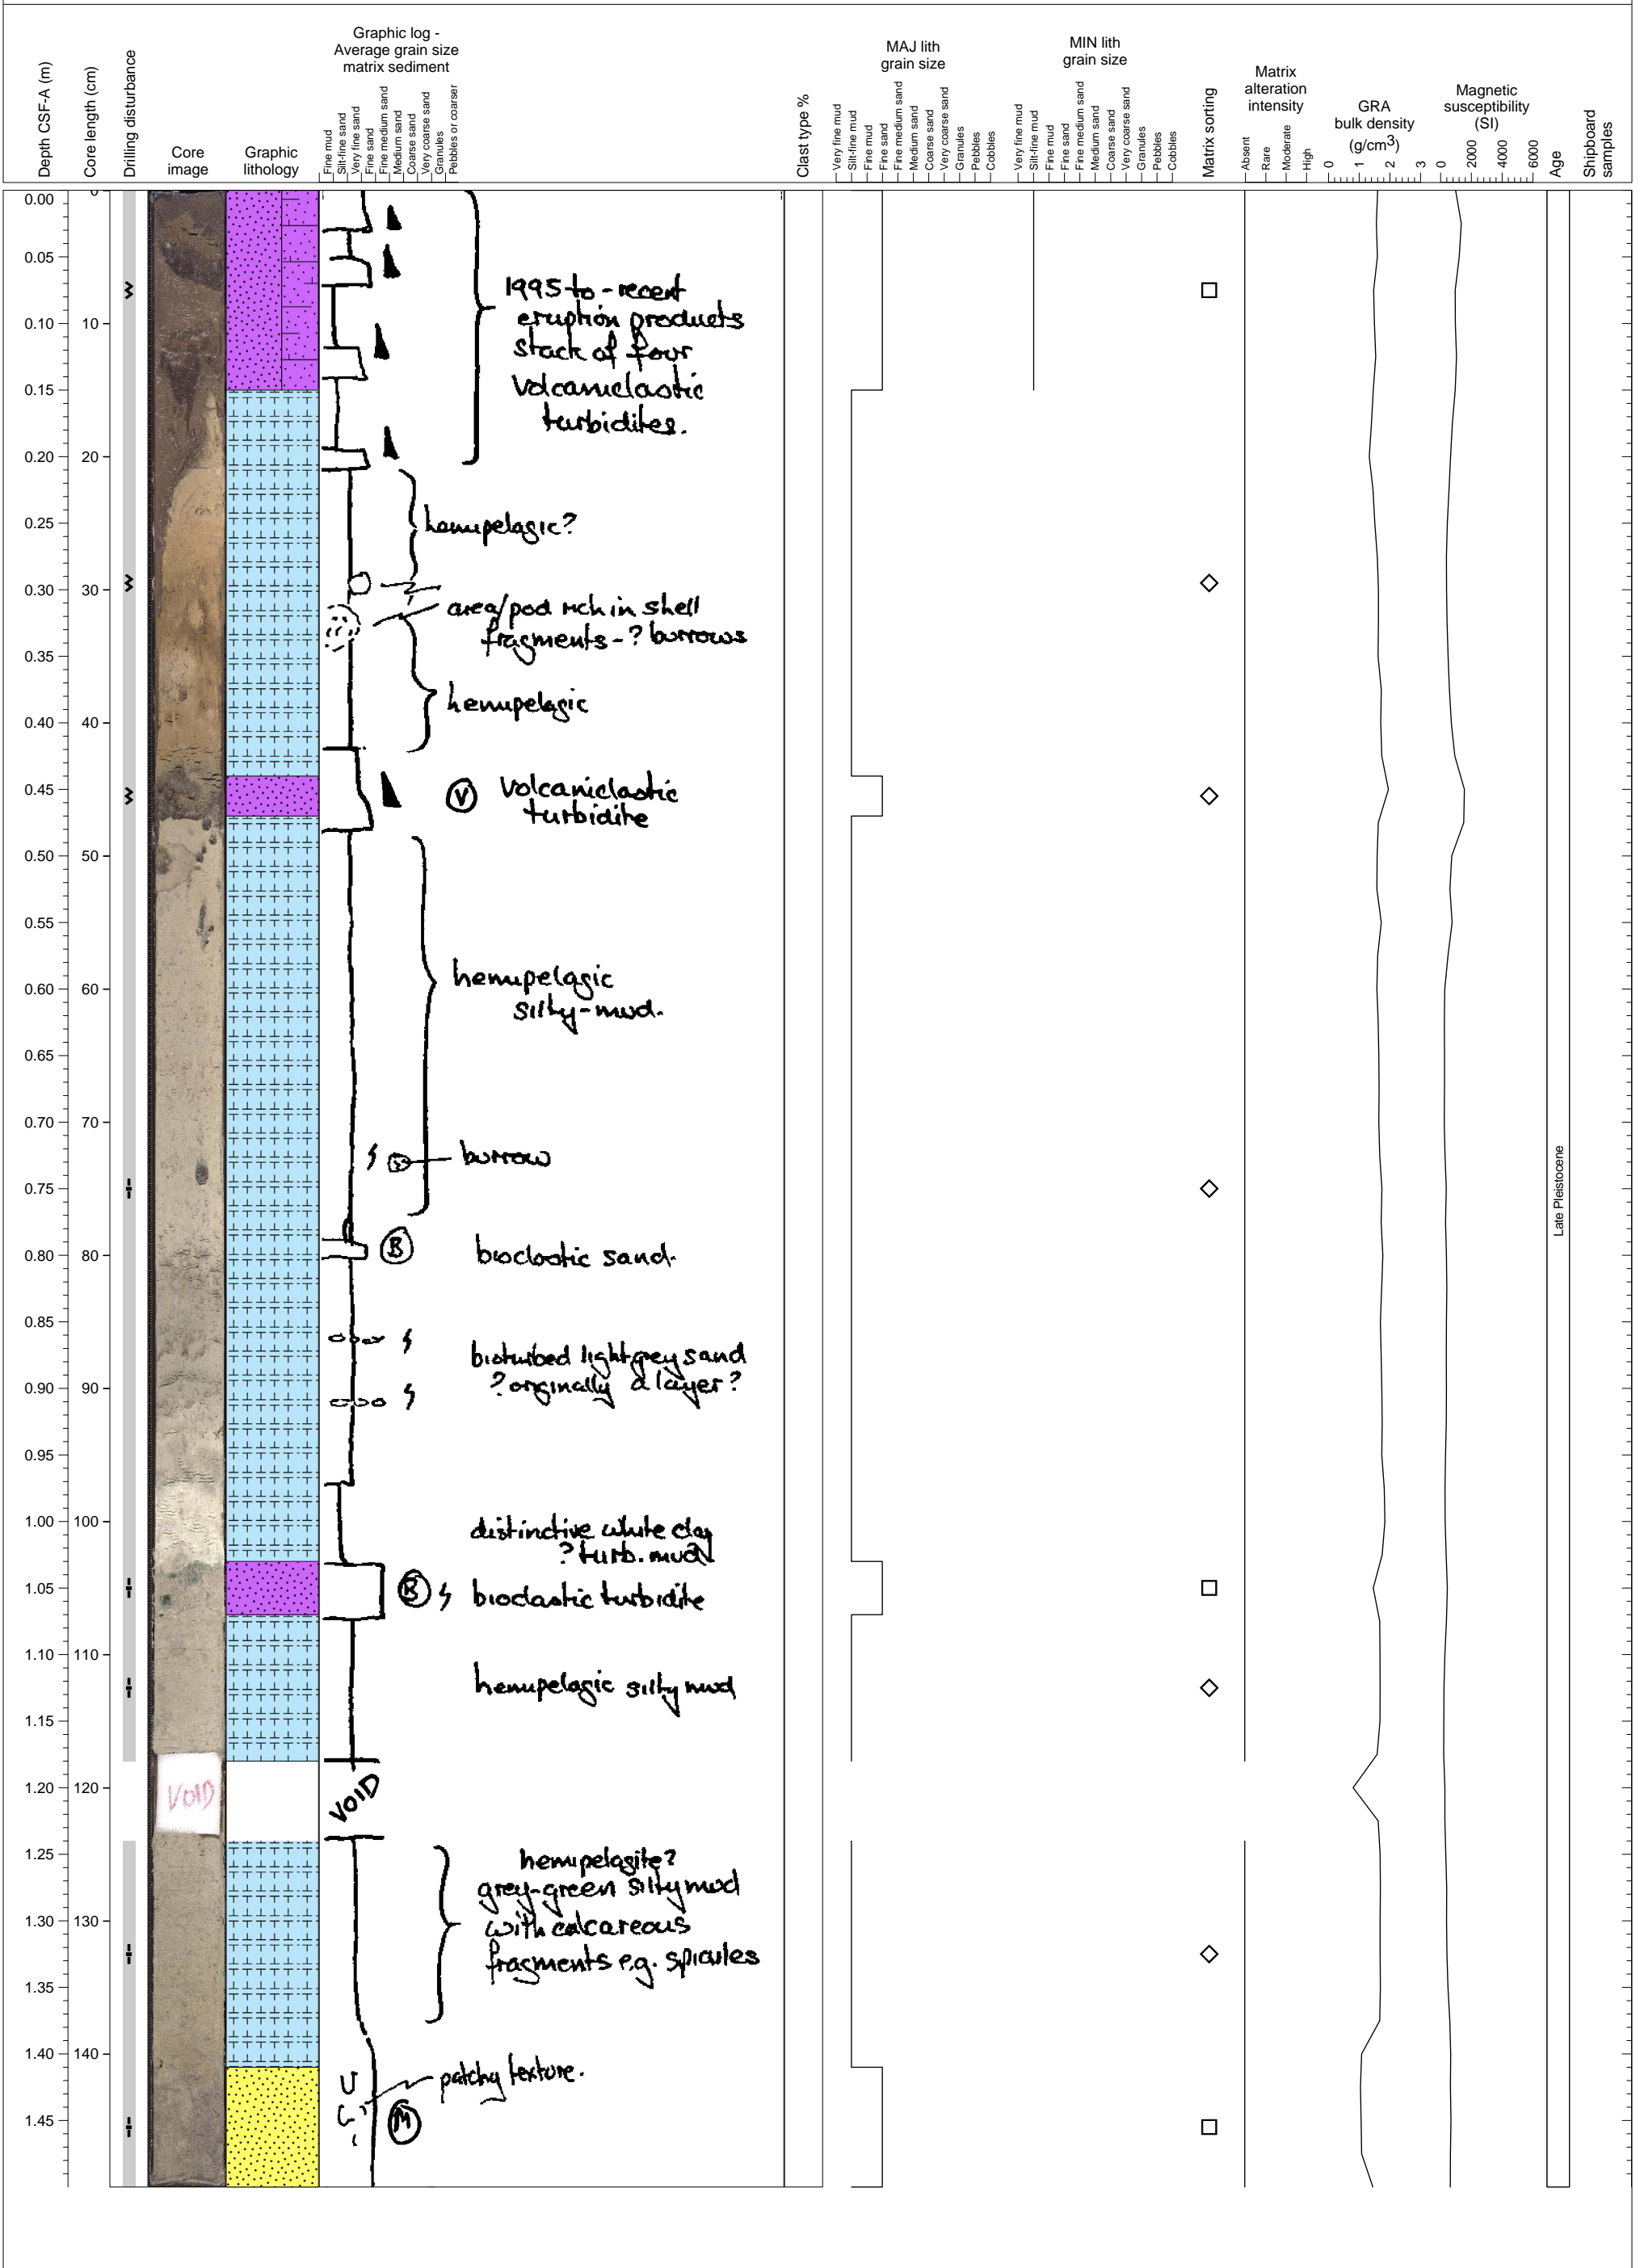 Depth CSF-A (m)
Core length (cm)
Drilling disturbance
Core
image
Graphic
lithology
Graphic log -
Average grain size
matrix sediment
Fine mud
Silt-fine sand
Very fine sand
Fine sand
Fine medium sand
Medium sand
Coarse sand
Very coarse sand
Granules
Pebbles or coarser
Clast type %
MAJ lith
grain size
Very fine mud
Silt-fine mud
Fine mud
Fine sand
Fine medium sand
Medium sand
Coarse sand
Very coarse sand
Granules
Pebbles
Cobbles
MIN lith
grain size
Very fine mud
Silt-fine mud
Fine mud
Fine sand
Fine medium sand
Medium sand
Coarse sand
Very coarse sand
Granules
Pebbles
Cobbles
Matrix sorting
Matrix
alteration
intensity
Absent
Rare
Moderate
High
GRA
bulk density
(g/cm3)
0 1 2 3
Magnetic
susceptibility
(SI)
0 2000 4000 6000
Age
Shipboard
samples
0.00 0
0.05
0.10 10
0.15
0.20 20
0.25
0.30 30
0.35
0.40 40
0.45
0.50 50
0.55
0.60 60
0.65
0.70 70
0.75
0.80 80
0.85
0.90 90
0.95
1.00 100
1.05
1.10 110
1.15
1.20 120
1.25
1.30 130
1.35
1.40 140
1.45
1995-to-recent
eruption products
stack of four
volcaniclastic
turbidites.
hemipelagic?
area/pod rich in shell
fragments-? burrows
hemipelagic
V volcaniclastic
turbidite
hemipelagic
silty-mud.
burrow
B bioclastic sand.
bioturbed light grey sand
? originally a layer?
distinctive white clay
? turb. mud
B bioclastic turbidite
hemipelagic silty mud
VOID
VOID
hemipelagite?
grey-green silty mud
with calcareous
fragments e.g. spicules
patchy texture.
M
Late Pleistocene